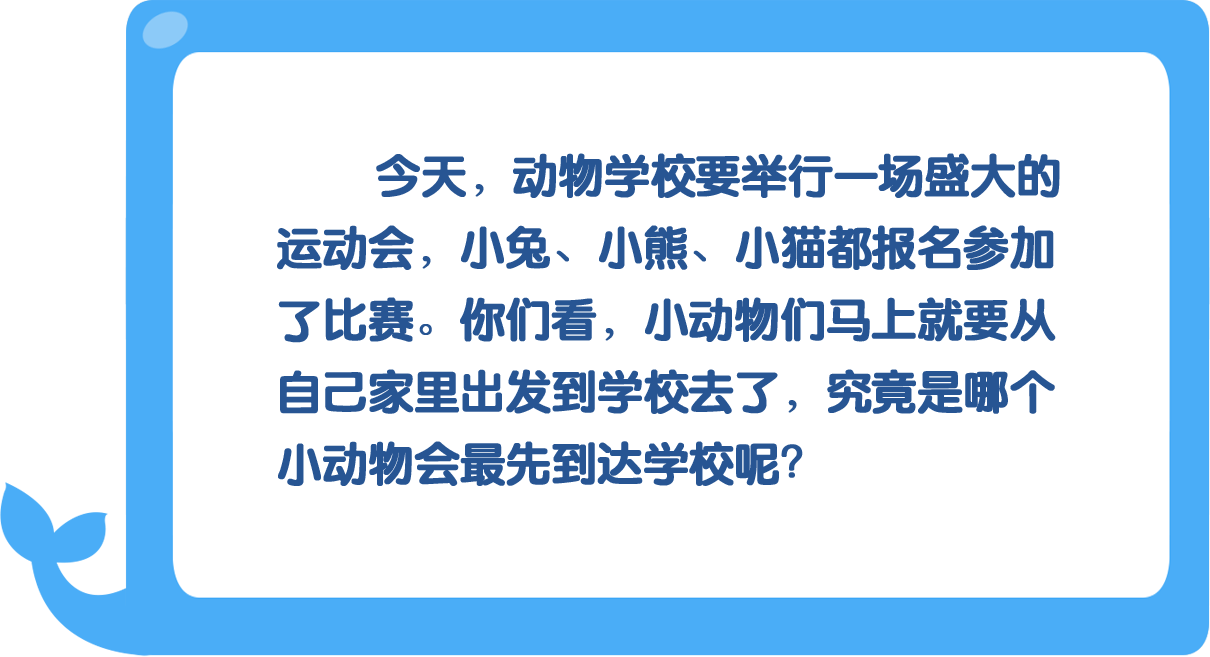 今天，动物学校要举行一场盛大的
运动会，小兔、小熊、小猫都报名参加
了比赛。你们看，小动物们马上就要从
自己家里出发到学校去了，究竟是哪个
小动物会最先到达学校呢？